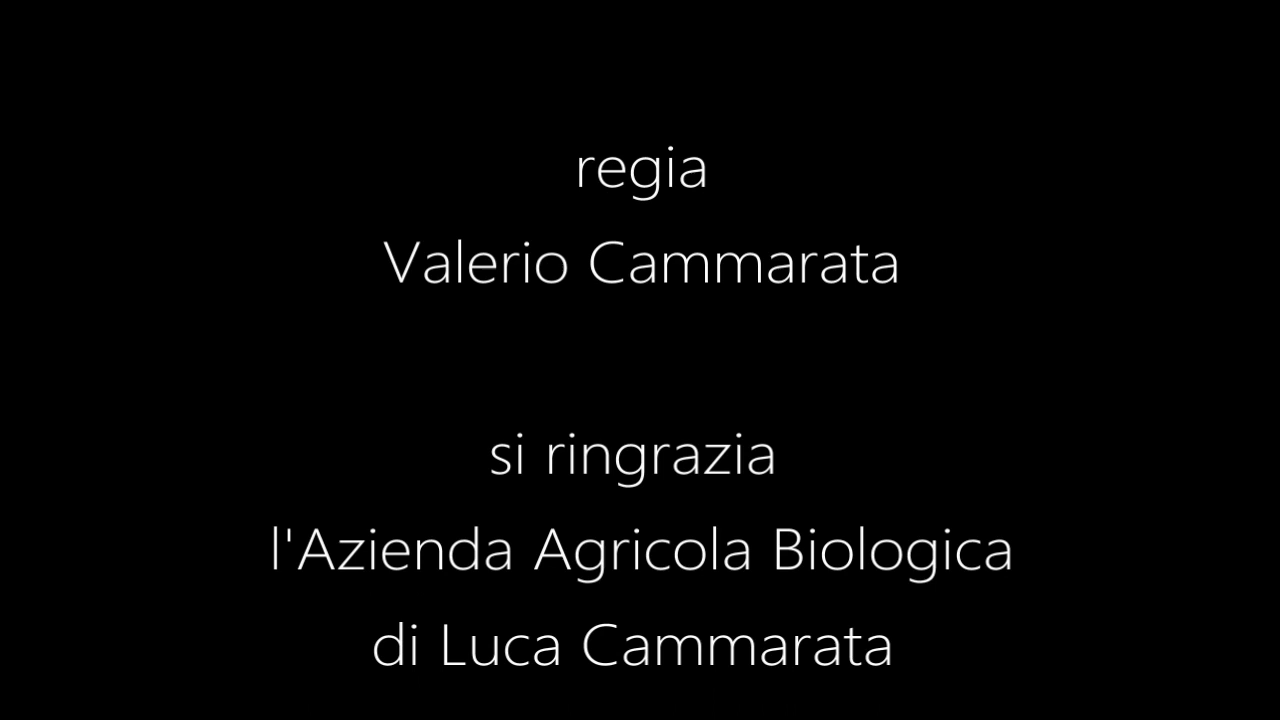 regia
Valerio Cammarata
si ringrazia
l'Azienda Agricola Biologica
di Luca Cammarata